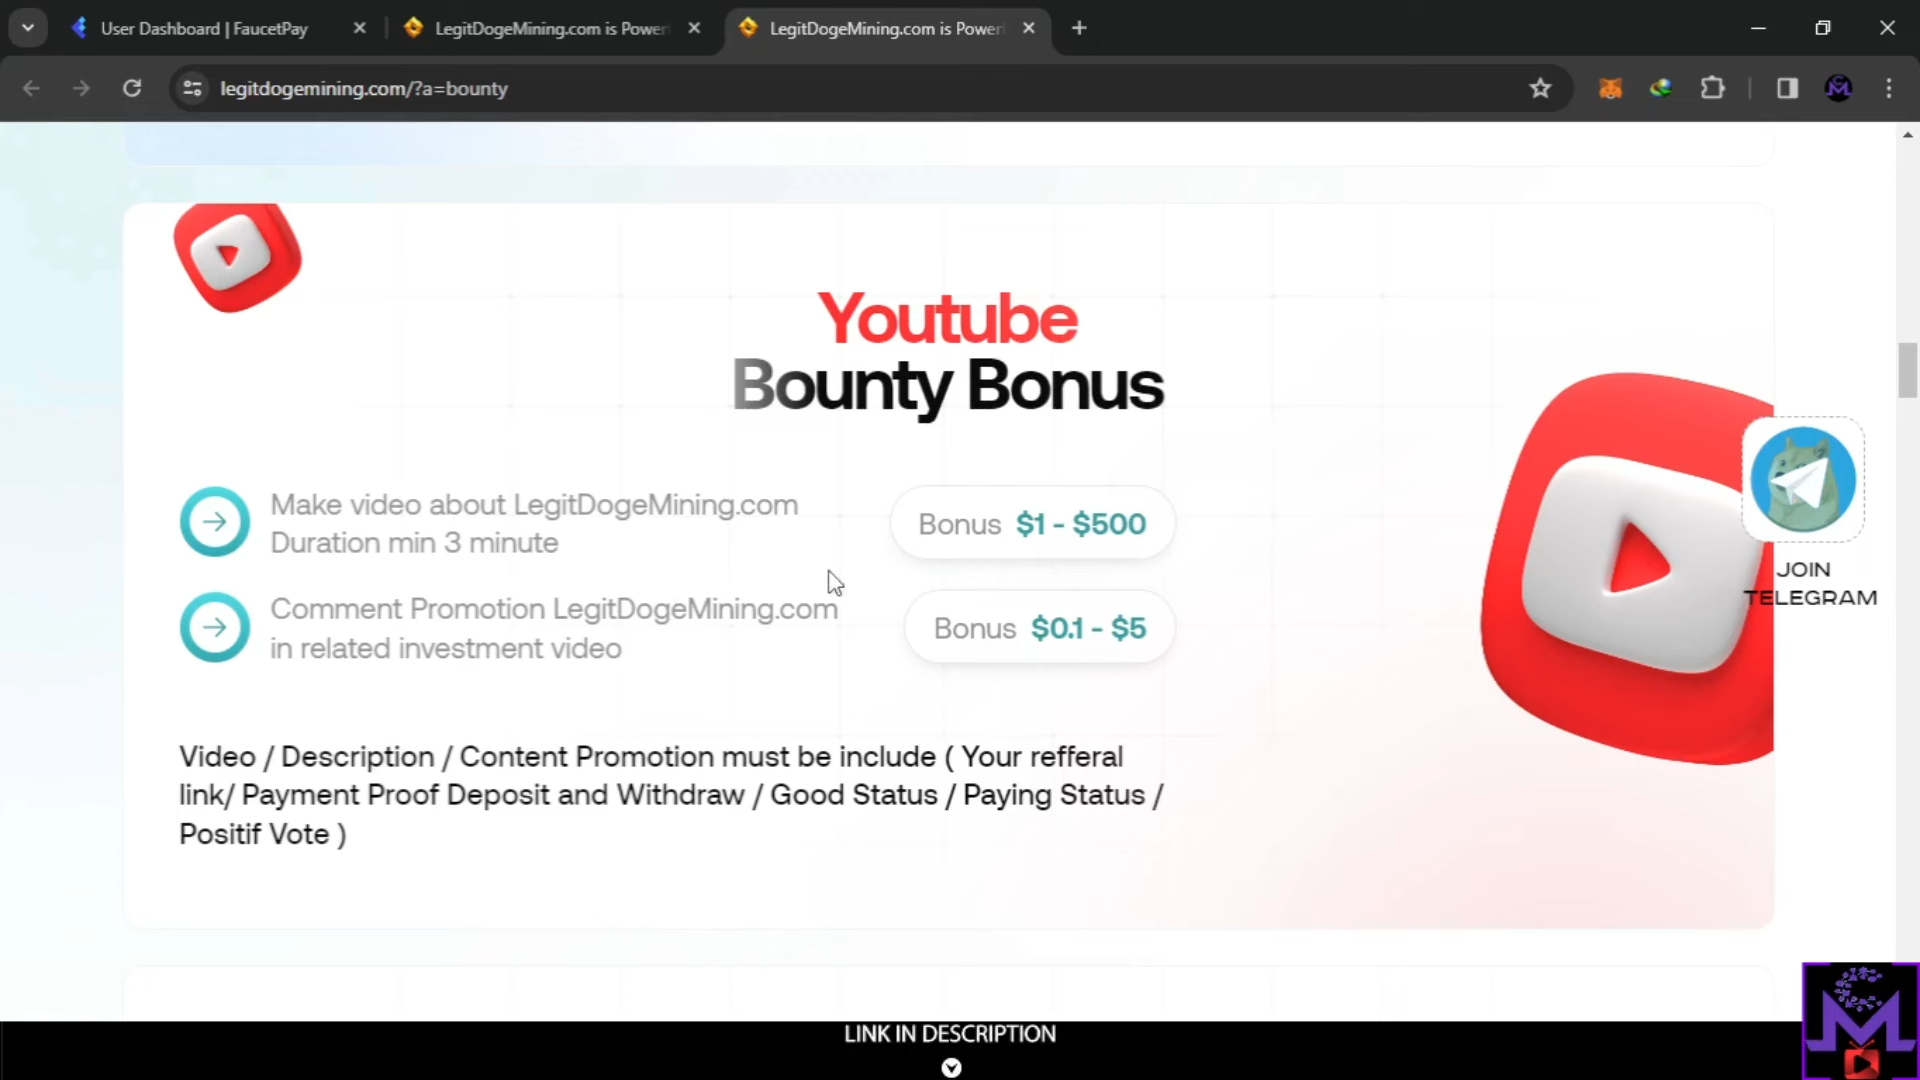 User Dashboard | FaucetPay
LegitDogeMining.com is Power
LegitDogeMining.com is Power
legitdogemining.com/?a=bounty
Youtube
Bounty Bonus
Make video about LegitDogeMining.com
Duration min 3 minute
Bonus $1 - $500
Comment Promotion LegitDogeMining.com
in related investment video
Bonus $0.1 - $5
JOIN
TELEGRAM
Video / Description / Content Promotion must be include ( Your refferal
link/ Payment Proof Deposit and Withdraw / Good Status / Paying Status /
Positif Vote )
LINK IN DESCRIPTION